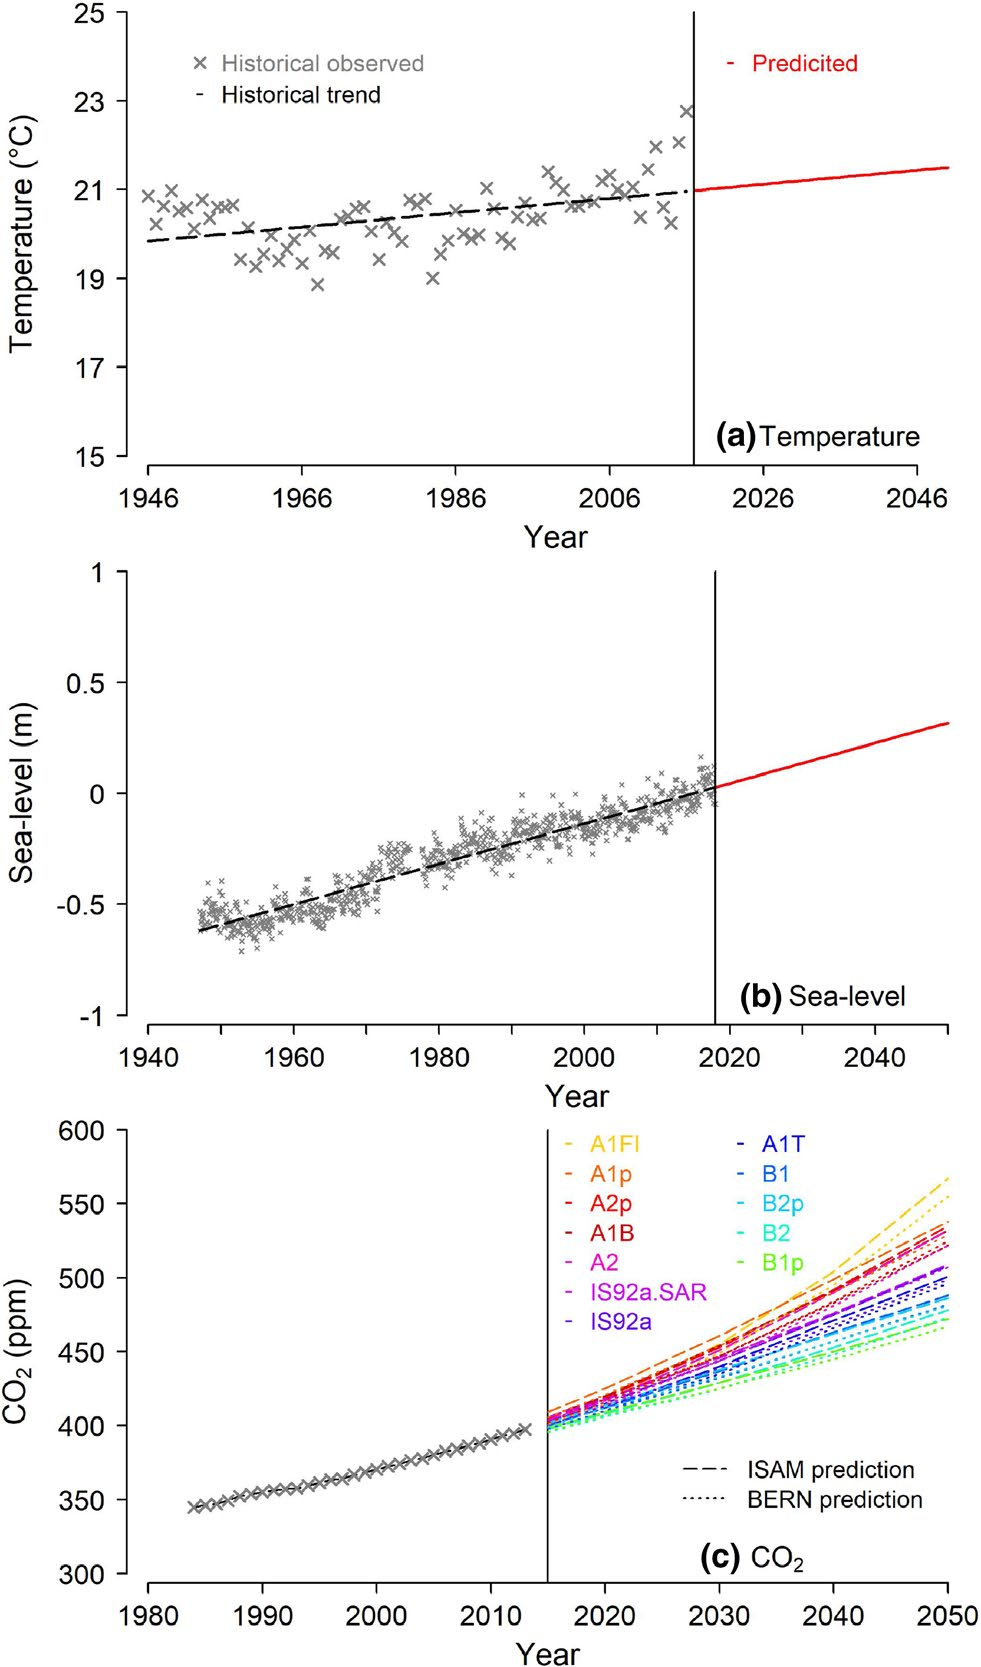 25
23
21
19
17
15
Temperature (°C)
× Historical observed
- Historical trend
- Predicited
(a) Temperature
1946 1966 1986 2006 2026 2046
Year
1
0.5
0
-0.5
-1
Sea-level (m)
(b) Sea-level
1940 1960 1980 2000 2020 2040
Year
600
550
500
450
400
350
300
CO2 (ppm)
- A1FI
- A1p
- A2p
- A1B
- A2
- IS92a.SAR
- IS92a
- A1T
- B1
- B2p
- B2
- B1p
ISAM prediction
BERN prediction
(c) CO2
1980 1990 2000 2010 2020 2030 2040 2050
Year